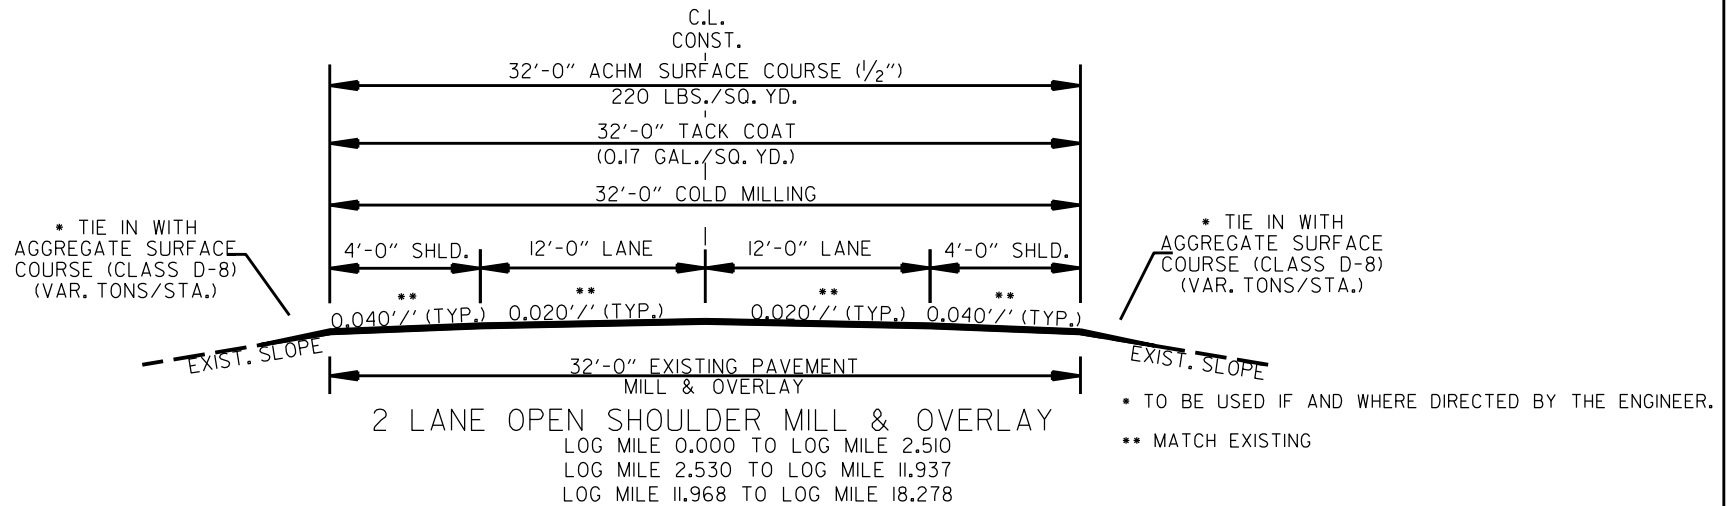 C.L.
CONST.
32'-0" ACHM SURFACE COURSE (1/2")
220 LBS./SQ. YD.
32'-0" TACK COAT
(0.17 GAL./SQ. YD.)
32'-0" COLD MILLING
* TIE IN WITH
AGGREGATE SURFACE
COURSE (CLASS D-8)
(VAR. TONS/STA.)
4'-0" SHLD.
12'-0" LANE
12'-0" LANE
4'-0" SHLD.
* TIE IN WITH
AGGREGATE SURFACE
COURSE (CLASS D-8)
(VAR. TONS/STA.)
**
**
**
**
0.040'/' (TYP.)
0.020'/' (TYP.)
0.020'/' (TYP.)
0.040'/' (TYP.)
EXIST. SLOPE
EXIST. SLOPE
32'-0" EXISTING PAVEMENT
MILL & OVERLAY
2 LANE OPEN SHOULDER MILL & OVERLAY
LOG MILE 0.000 TO LOG MILE 2.510
LOG MILE 2.530 TO LOG MILE 11.937
LOG MILE 11.968 TO LOG MILE 18.278
* TO BE USED IF AND WHERE DIRECTED BY THE ENGINEER.
** MATCH EXISTING